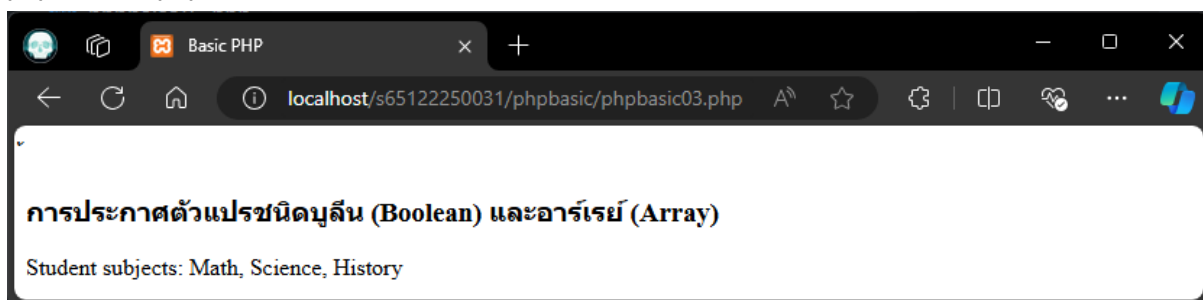 Basic PHP
localhost/s65122250031/phpbasic/phpbasic03.php
การประกาศตัวแปรชนิดบูลีน (Boolean) และอาร์เรย์ (Array)
Student subjects: Math, Science, History